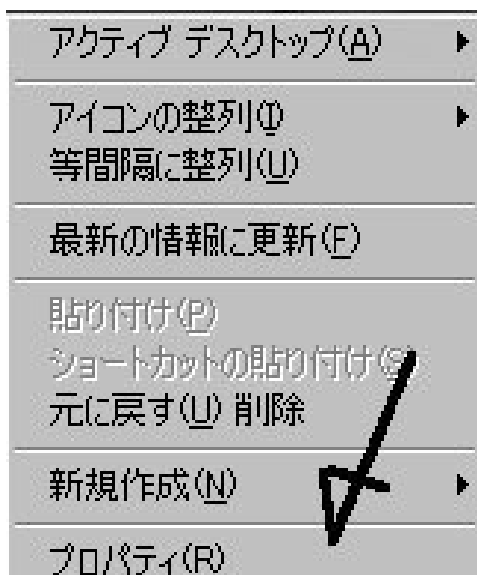 アクティブ デスクトップ(A)
アイコンの整列(I)
等間隔に整列(U)
最新の情報に更新(F)
貼り付け(P)
ショートカットの貼り付け(S)
元に戻す(U) 削除
新規作成(N)
プロパティ(R)